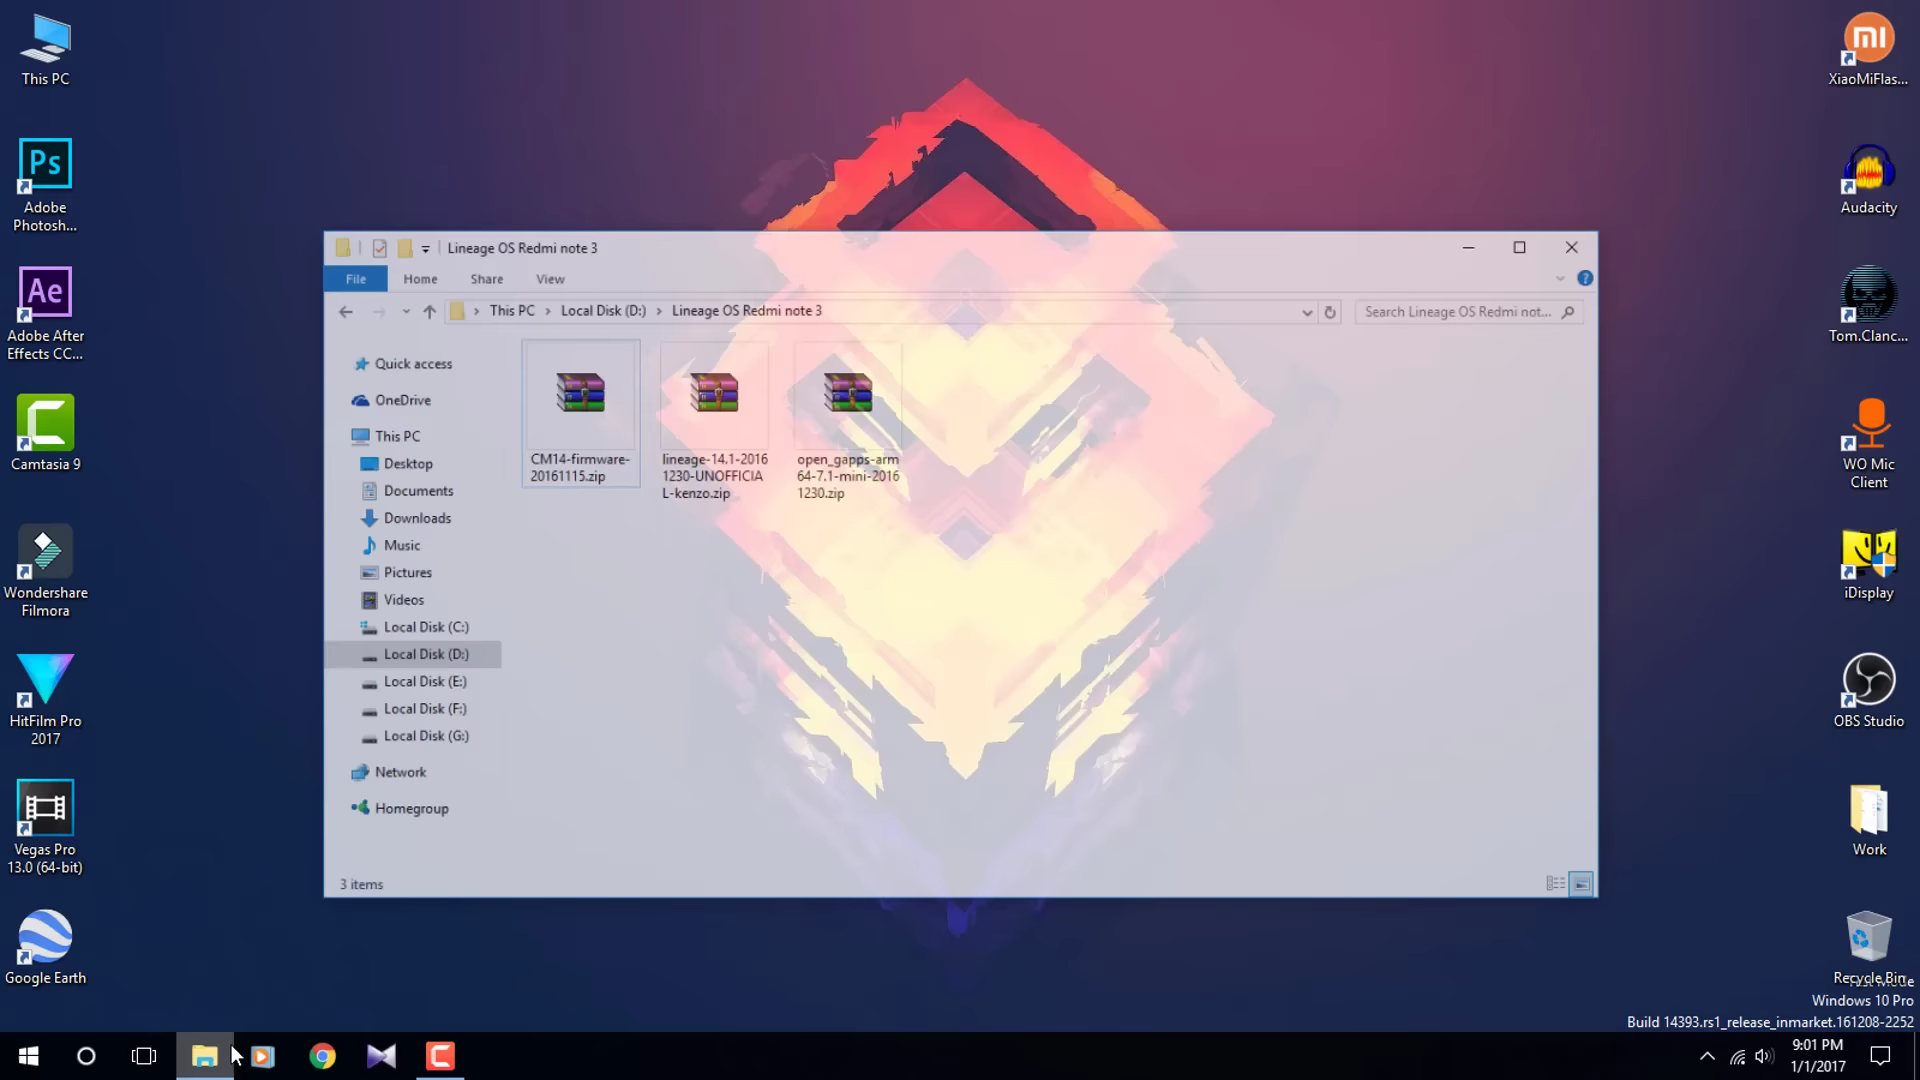 This PC
Ps
Adobe
Photosh...
Ae
Adobe After
Effects CC...
Camtasia 9
Wondershare
Filmora
HitFilm Pro
2017
Vegas Pro
13.0 (64-bit)
Google Earth
Lineage OS Redmi note 3
File
Home
Share
View
This PC
Local Disk (D:)
Lineage OS Redmi note 3
Search Lineage OS Redmi not...
Quick access
OneDrive
This PC
Desktop
Documents
Downloads
Music
Pictures
Videos
Local Disk (C:)
Local Disk (D:)
Local Disk (E:)
Local Disk (F:)
Local Disk (G:)
Network
Homegroup
CM14-firmware-
20161115.zip
lineage-14.1-2016
1230-UNOFFICIA
L-kenzo.zip
open_gapps-arm
64-7.1-mini-2016
1230.zip
3 items
XiaoMiFlas...
Audacity
Tom.Clanc...
WO Mic
Client
iDisplay
OBS Studio
Work
Recycle Bin
Windows 10 Pro
Build 14393.rs1_release_inmarket.161208-2252
9:01 PM
1/1/2017